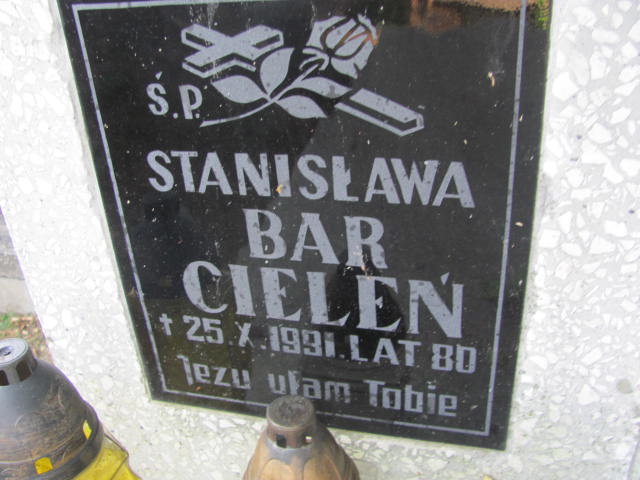 Ś.P.
STANISŁAWA
BAR
CIELEŃ
† 25.X.1991.LAT 80
Jezu ufam Tobie